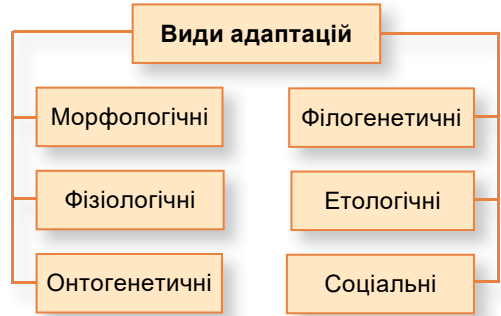 Види адаптацій
Морфологічні
Філогенетичні
Фізіологічні
Етологічні
Онтогенетичні
Соціальні